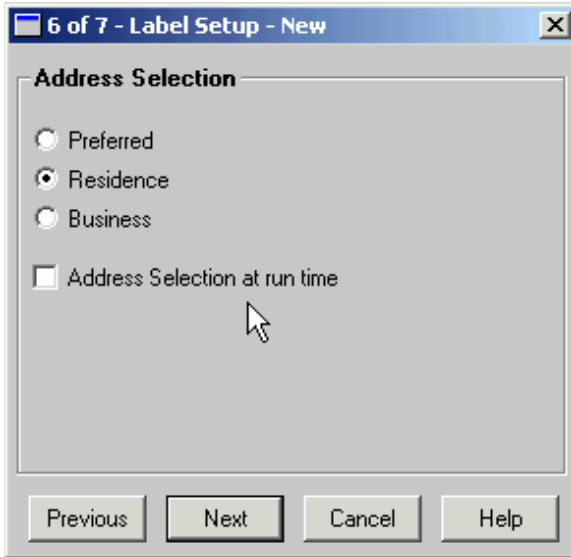 6 of 7 - Label Setup - New
Address Selection
Preferred
Residence
Business
Address Selection at run time
Previous Next Cancel Help